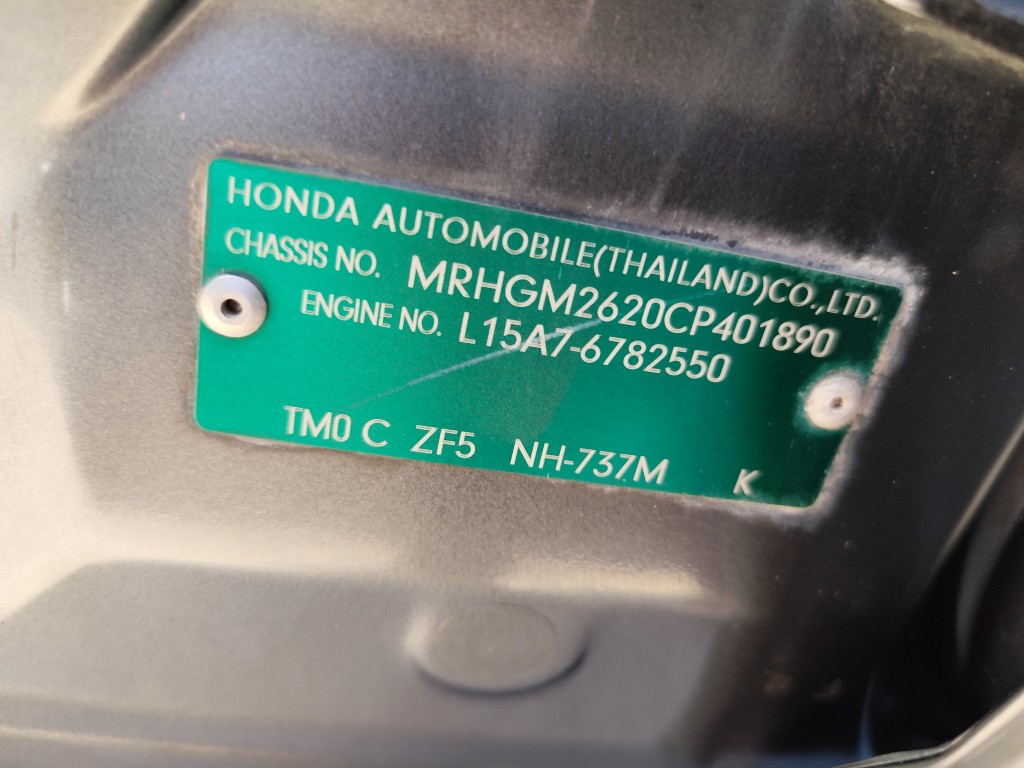 HONDA AUTOMOBILE(THAILAND)CO.,LTD.
CHASSIS NO. MRHGM2620CP401890
ENGINE NO. L15A7-6782550
TM0 C ZF5 NH-737M K